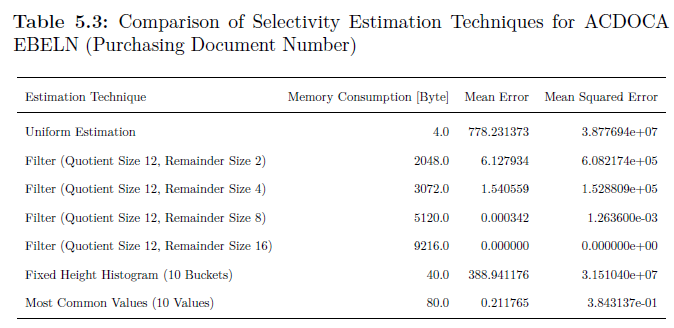 Table 5.3: Comparison of Selectivity Estimation Techniques for ACDOCA
EBELN (Purchasing Document Number)
Estimation Technique Memory Consumption [Byte] Mean Error Mean Squared Error
Uniform Estimation 4.0 778.231373 3.877694e+07
Filter (Quotient Size 12, Remainder Size 2) 2048.0 6.127934 6.082174e+05
Filter (Quotient Size 12, Remainder Size 4) 3072.0 1.540559 1.528809e+05
Filter (Quotient Size 12, Remainder Size 8) 5120.0 0.000342 1.263600e-03
Filter (Quotient Size 12, Remainder Size 16) 9216.0 0.000000 0.000000e+00
Fixed Height Histogram (10 Buckets) 40.0 388.941176 3.151040e+07
Most Common Values (10 Values) 80.0 0.211765 3.843137e-01